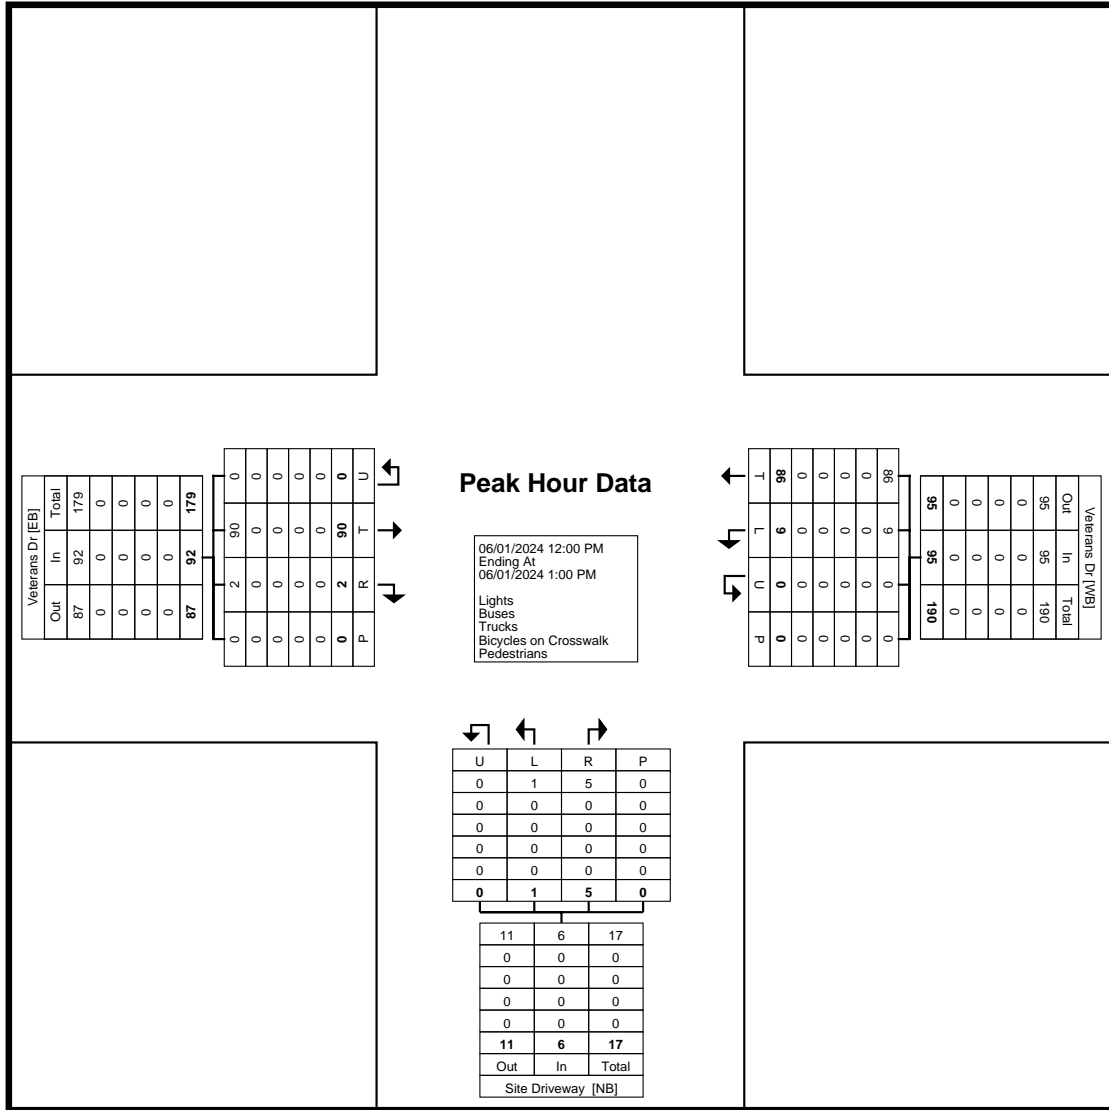 Peak Hour Data
06/01/2024 12:00 PM
Ending At
06/01/2024 1:00 PM
Lights
Buses
Trucks
Bicycles on Crosswalk
Pedestrians
Veterans Dr [EB]
Out In Total
87 92 179
0 0 0
0 0 0
0 0 0
0 0 0
87 92 179
U T R P
0 90 2 0
0 0 0 0
0 0 0 0
0 0 0 0
0 0 0 0
0 90 2 0
Veterans Dr [WB]
Out In Total
95 95 190
0 0 0
0 0 0
0 0 0
0 0 0
95 95 190
86 9 0 0
0 0 0 0
0 0 0 0
0 0 0 0
0 0 0 0
86 9 0 0
T L U P
U L R P
0 1 5 0
0 0 0 0
0 0 0 0
0 0 0 0
0 0 0 0
0 1 5 0
11 6 17
0 0 0
0 0 0
0 0 0
0 0 0
11 6 17
Out In Total
Site Driveway [NB]